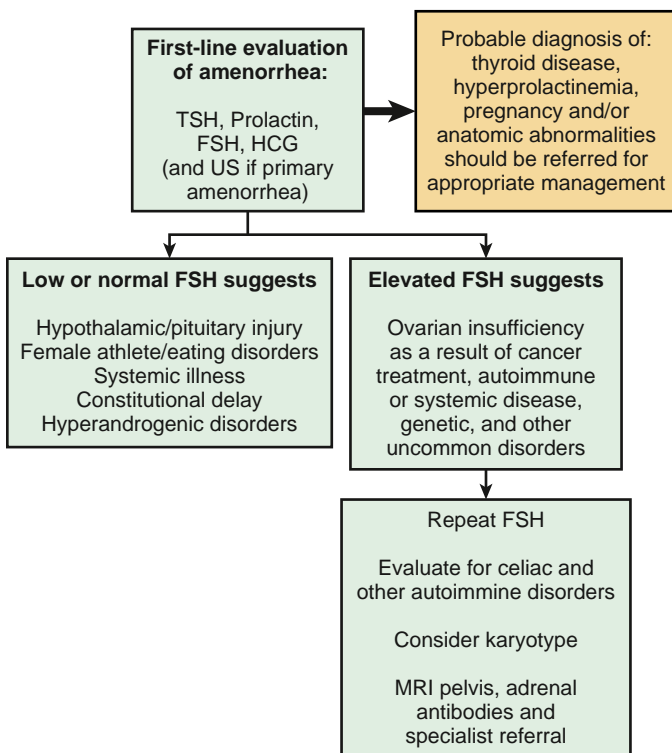 First-line evaluation
of amenorrhea:
TSH, Prolactin,
FSH, HCG
(and US if primary
amenorrhea)
Probable diagnosis of:
thyroid disease,
hyperprolactinemia,
pregnancy and/or
anatomic abnormalities
should be referred for
appropriate management
Low or normal FSH suggests
Hypothalamic/pituitary injury
Female athlete/eating disorders
Systemic illness
Constitutional delay
Hyperandrogenic disorders
Elevated FSH suggests
Ovarian insufficiency
as a result of cancer
treatment, autoimmune
or systemic disease,
genetic, and other
uncommon disorders
Repeat FSH
Evaluate for celiac and
other autoimmine disorders
Consider karyotype
MRI pelvis, adrenal
antibodies and
specialist referral